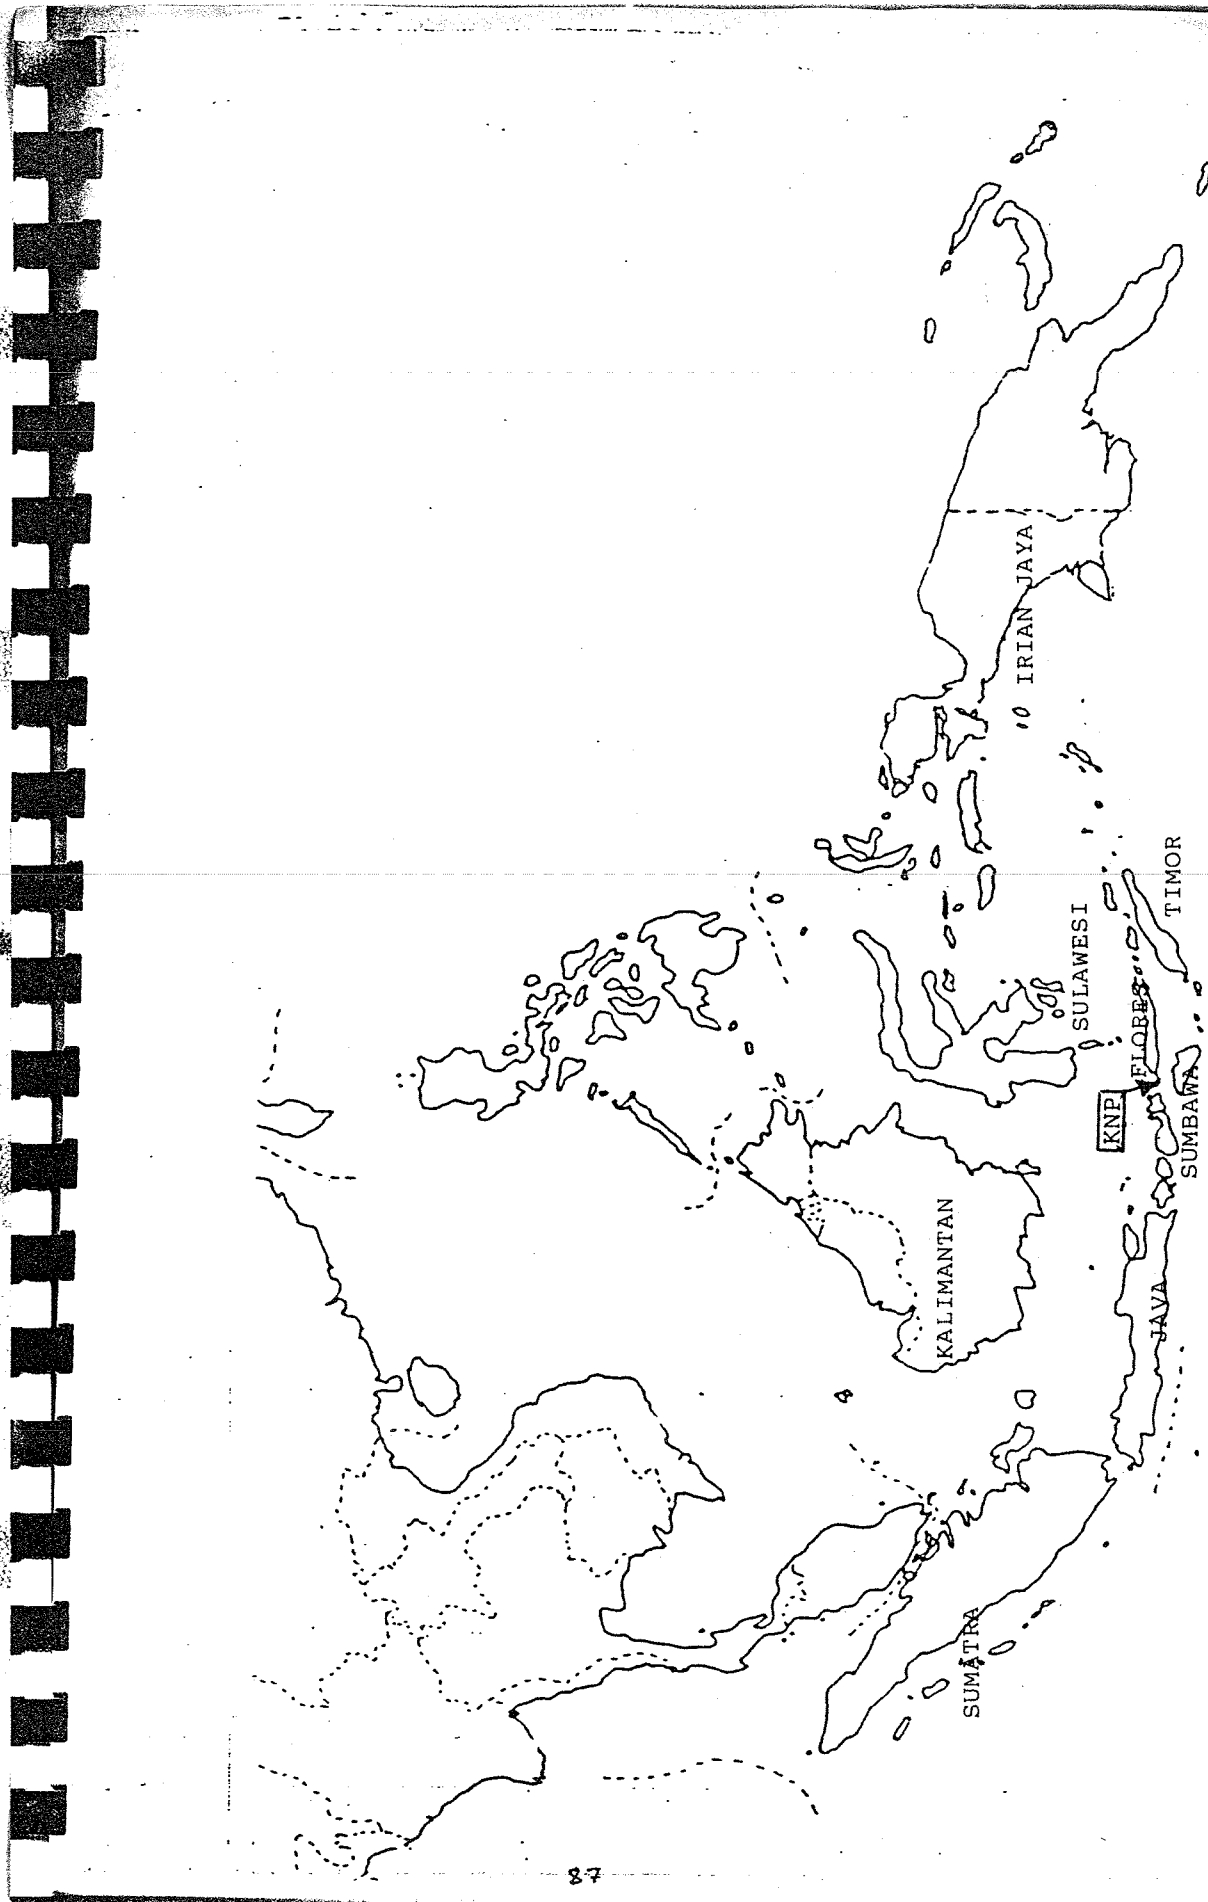 IRIAN JAYA
TIMOR
SULAWESI
FLORES
KNP
SUMBAWA
KALIMANTAN
JAVA
SUMATRA
87